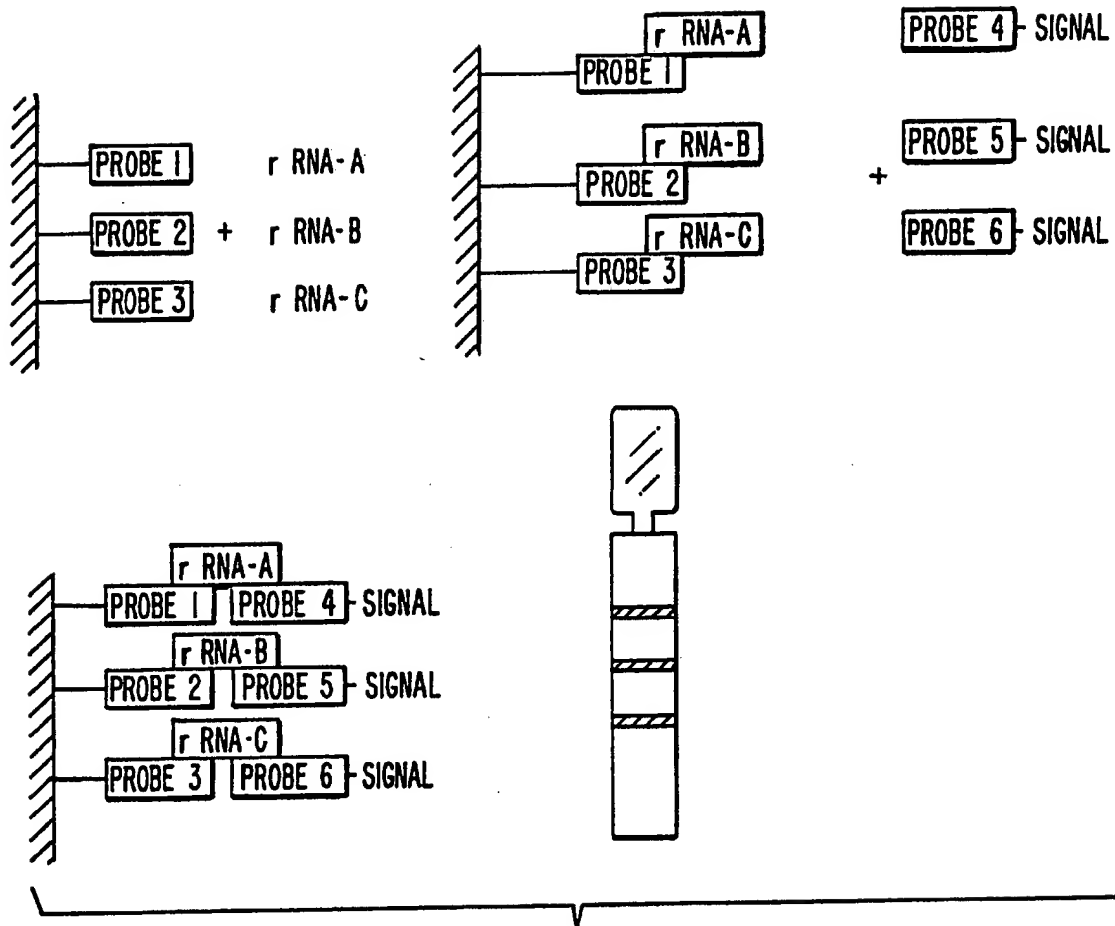 PROBE 1 r RNA-A
PROBE 2 + r RNA-B
PROBE 3 r RNA-C
r RNA-A
PROBE 1
r RNA-B
PROBE 2
r RNA-C
PROBE 3
+
PROBE 4 SIGNAL
PROBE 5 SIGNAL
PROBE 6 SIGNAL
r RNA-A
PROBE 1 PROBE 4 SIGNAL
r RNA-B
PROBE 2 PROBE 5 SIGNAL
r RNA-C
PROBE 3 PROBE 6 SIGNAL